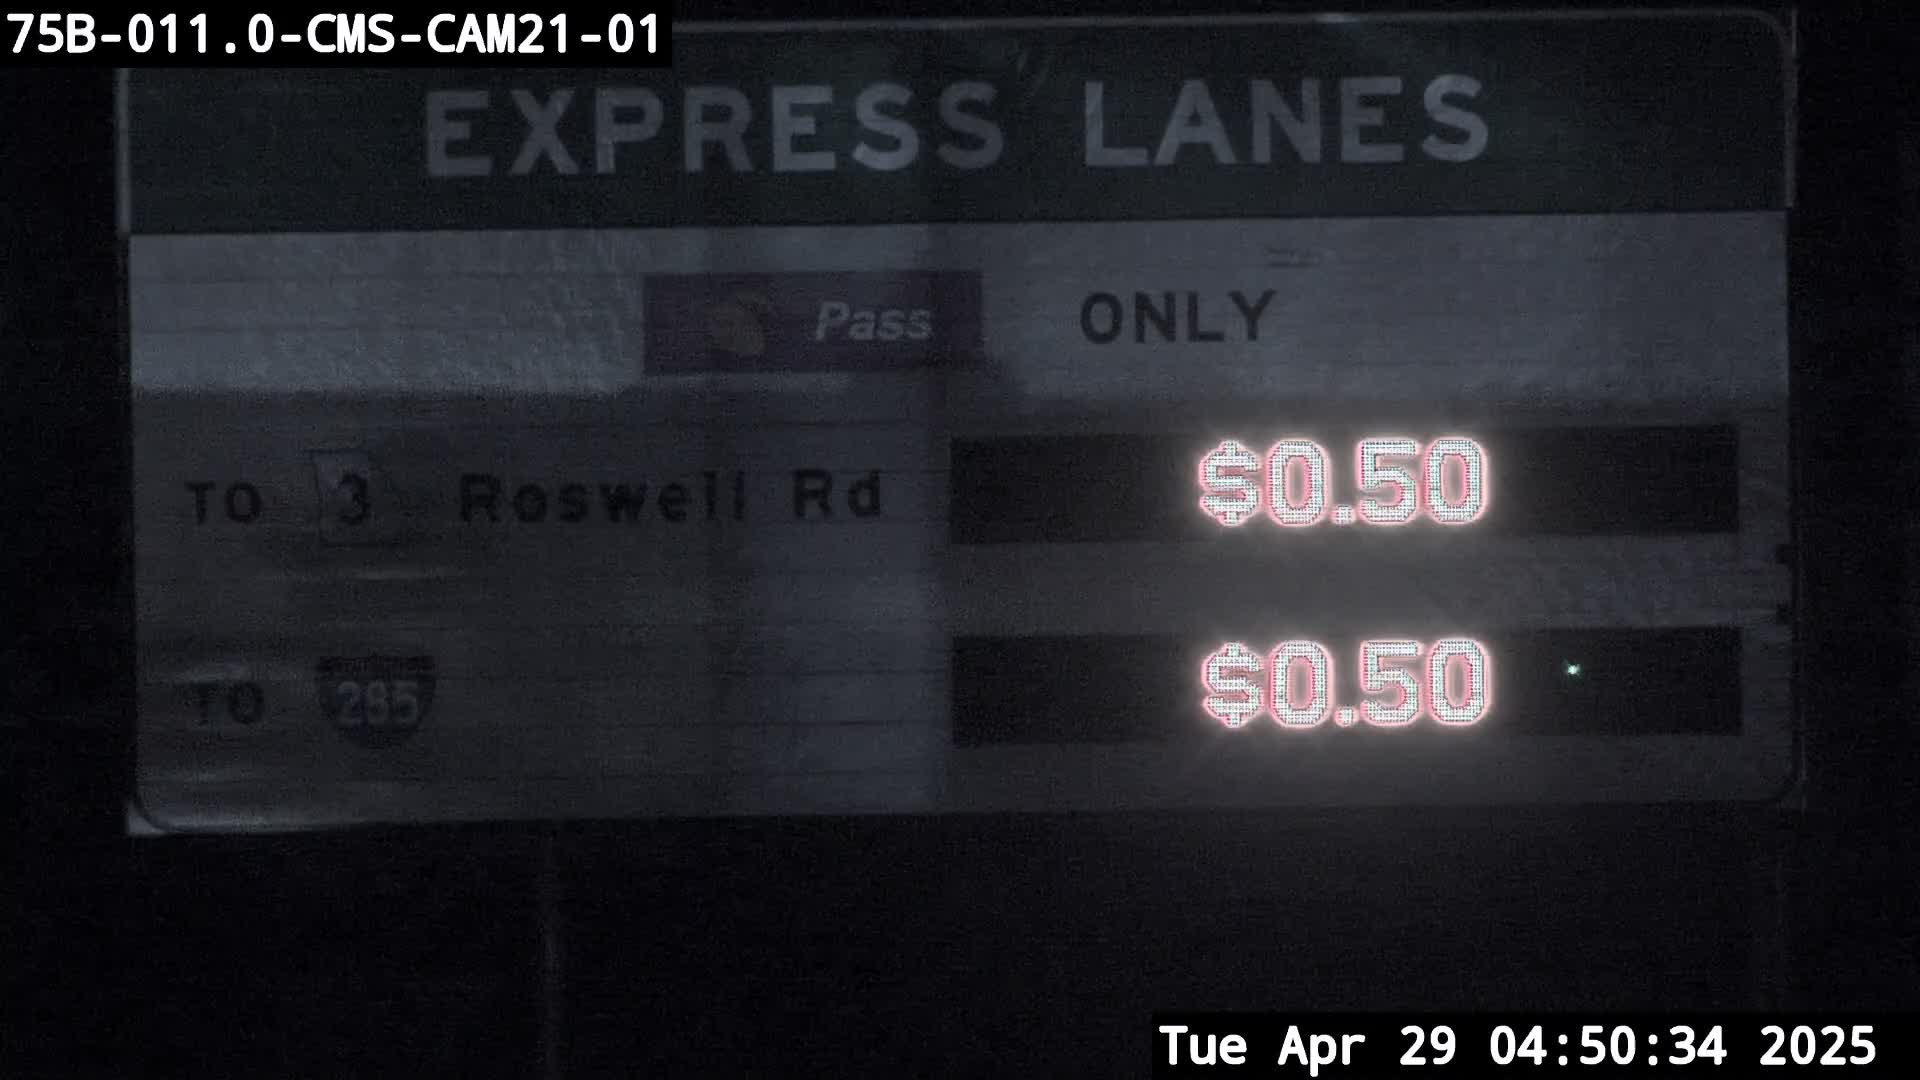 75B-011.0-CMS-CAM21-01
EXPRESS LANES
Pass ONLY
TO 3 Roswell Rd $0.50
TO 285 $0.50
Tue Apr 29 04:50:34 2025